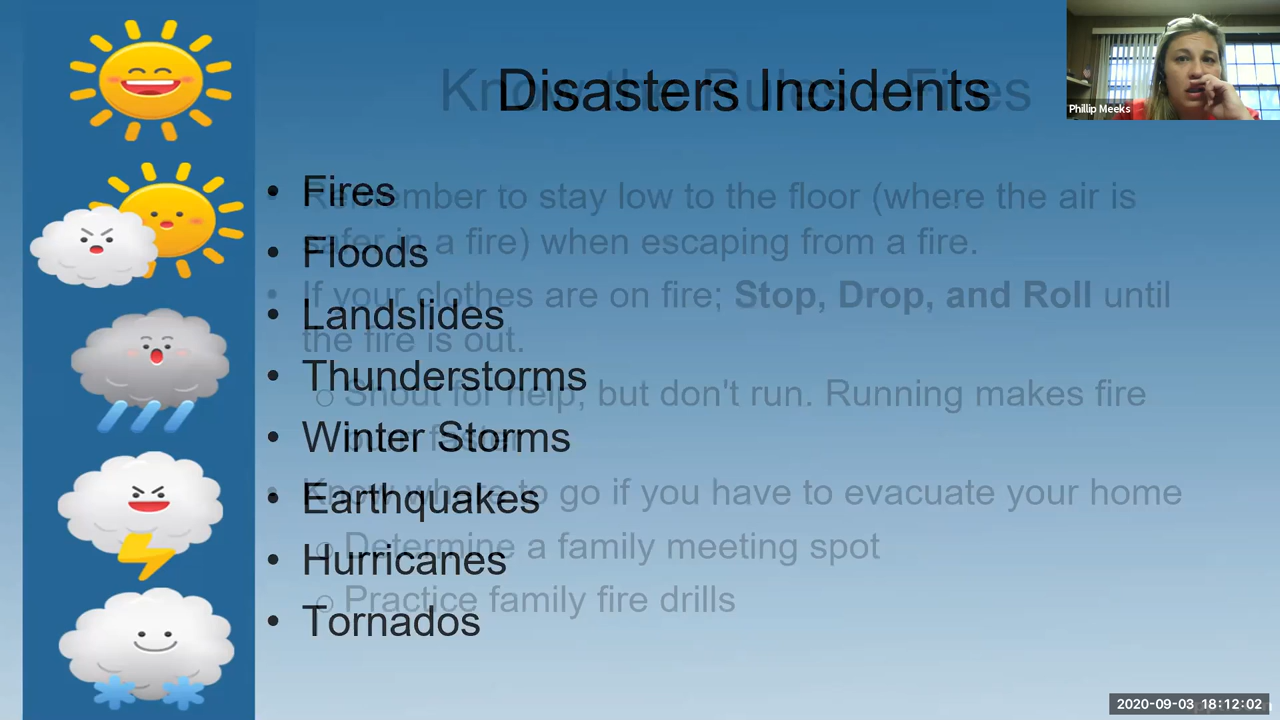 Disasters Incidents
Know the Rules - Fires
Phillip Meeks
• Fires
• Floods
• Landslides
• Thunderstorms
• Winter Storms
• Earthquakes
• Hurricanes
• Tornados
• Remember to stay low to the floor (where the air is
safer in a fire) when escaping from a fire.
• If your clothes are on fire; Stop, Drop, and Roll until
the fire is out.
○ Shout for help, but don't run. Running makes fire
burn faster.
• Know where to go if you have to evacuate your home
○ Determine a family meeting spot
○ Practice family fire drills
2020-09-03 18:12:02